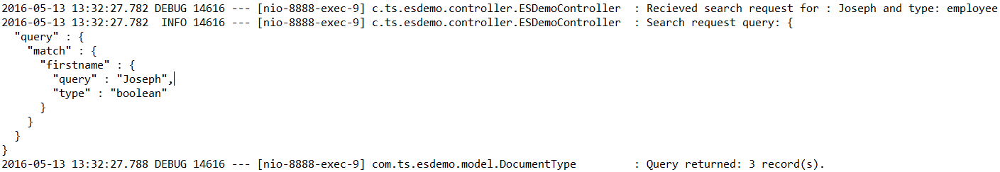 2016-05-13 13:32:27.782 DEBUG 14616 --- [nio-8888-exec-9] c.ts.esdemo.controller.ESDemoController  : Recieved search request for : Joseph and type: employee
2016-05-13 13:32:27.782  INFO 14616 --- [nio-8888-exec-9] c.ts.esdemo.controller.ESDemoController  : Search request query: {
  "query" : {
    "match" : {
      "firstname" : {
        "query" : "Joseph",
        "type" : "boolean"
      }
    }
  }
}
2016-05-13 13:32:27.788 DEBUG 14616 --- [nio-8888-exec-9] com.ts.esdemo.model.DocumentType         : Query returned: 3 record(s).